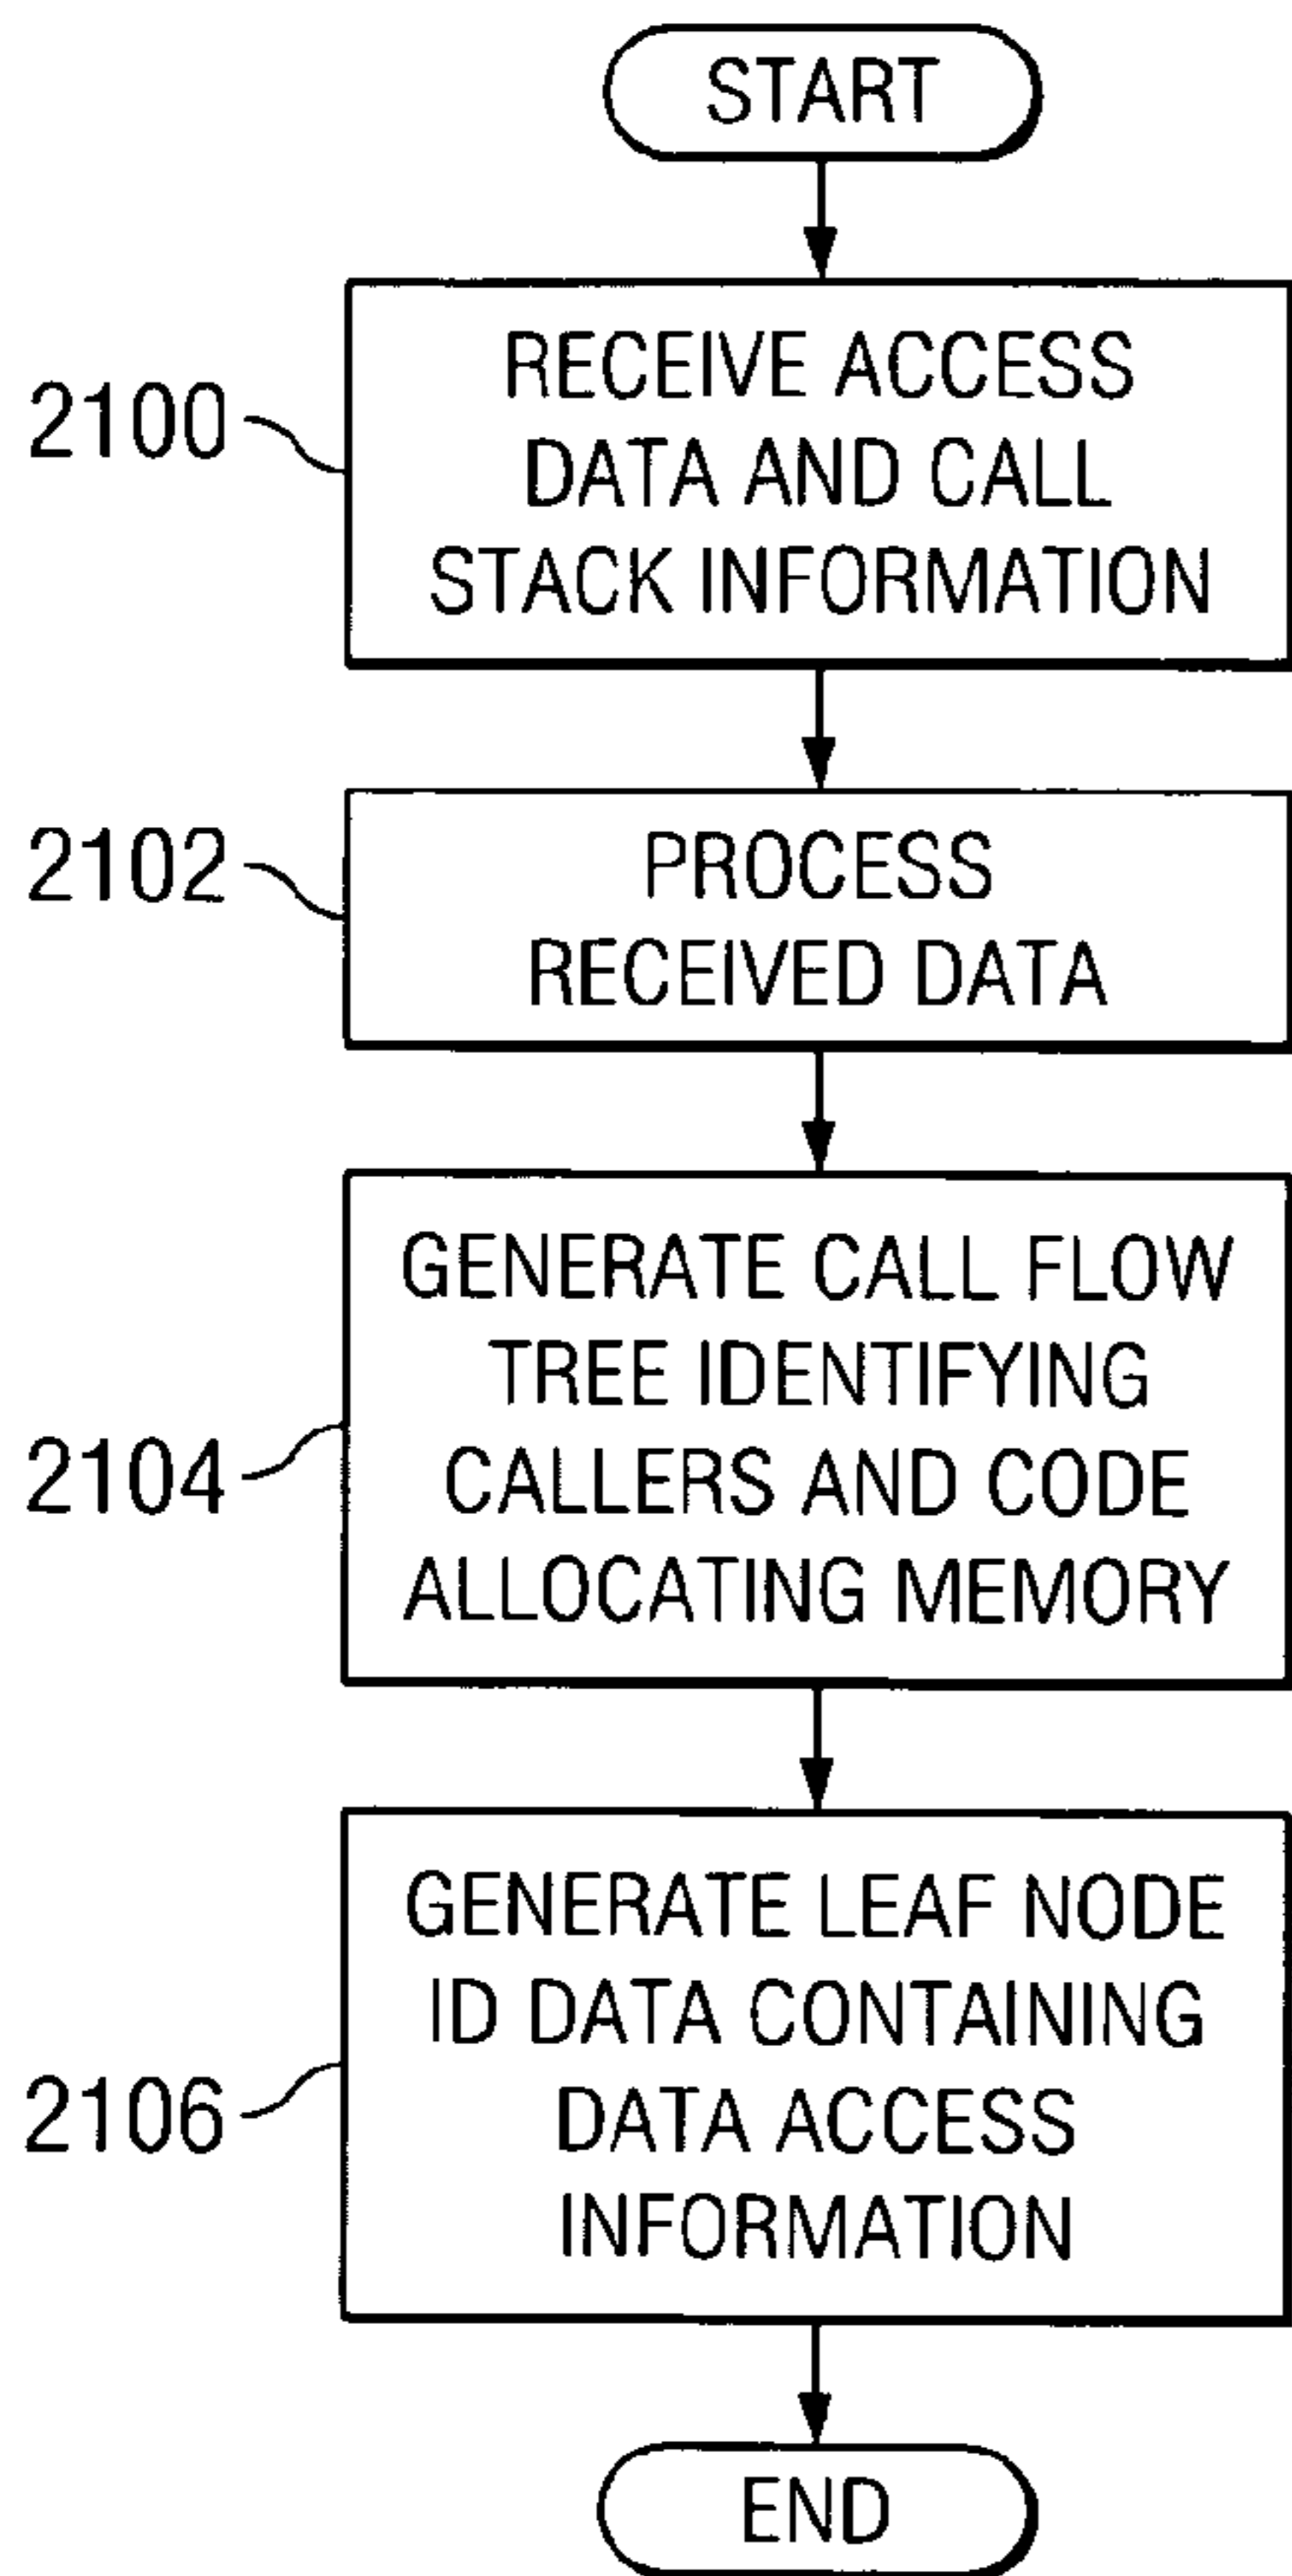 START
2100
RECEIVE ACCESS
DATA AND CALL
STACK INFORMATION
2102
PROCESS
RECEIVED DATA
2104
GENERATE CALL FLOW
TREE IDENTIFYING
CALLERS AND CODE
ALLOCATING MEMORY
2106
GENERATE LEAF NODE
ID DATA CONTAINING
DATA ACCESS
INFORMATION
END